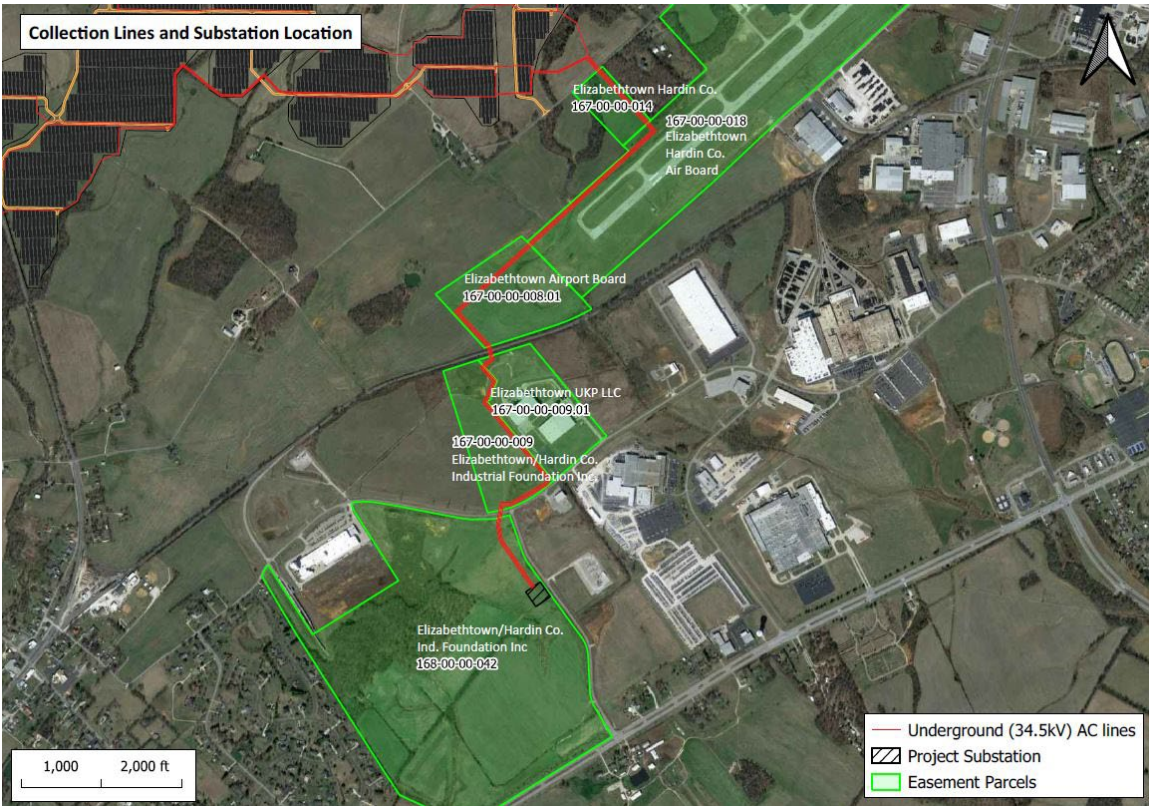 Collection Lines and Substation Location
Elizabethtown Hardin Co.
167-00-00-014
167-00-00-018
Elizabethtown
Hardin Co.
Air Board
Elizabethtown Airport Board
167-00-00-008.01
Elizabethtown UKP LLC
167-00-00-009.01
167-00-00-009
Elizabethtown/Hardin Co.
Industrial Foundation Inc.
Elizabethtown/Hardin Co.
Ind. Foundation Inc
168-00-00-042
1,000 2,000 ft
Underground (34.5kV) AC lines
Project Substation
Easement Parcels